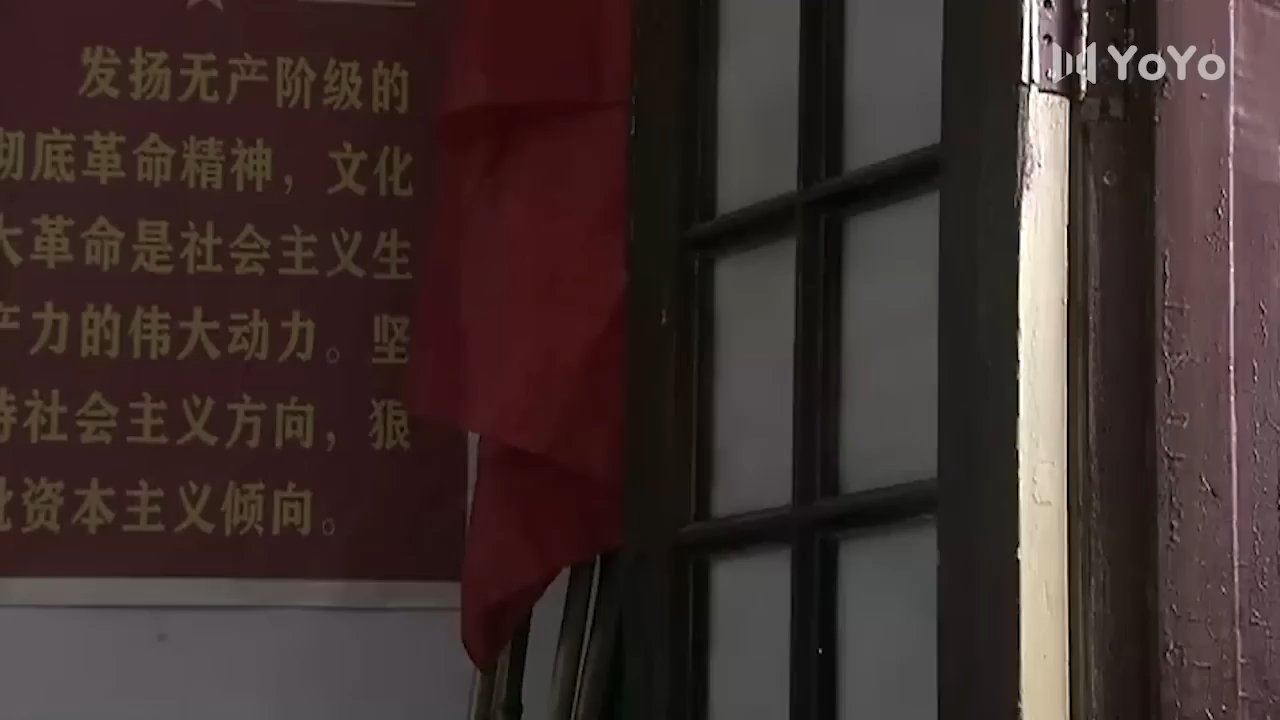 发扬无产阶级的
彻底革命精神，文化
大革命是社会主义生
产力的伟大动力。坚
持社会主义方向，狠
批资本主义倾向。
YoYo